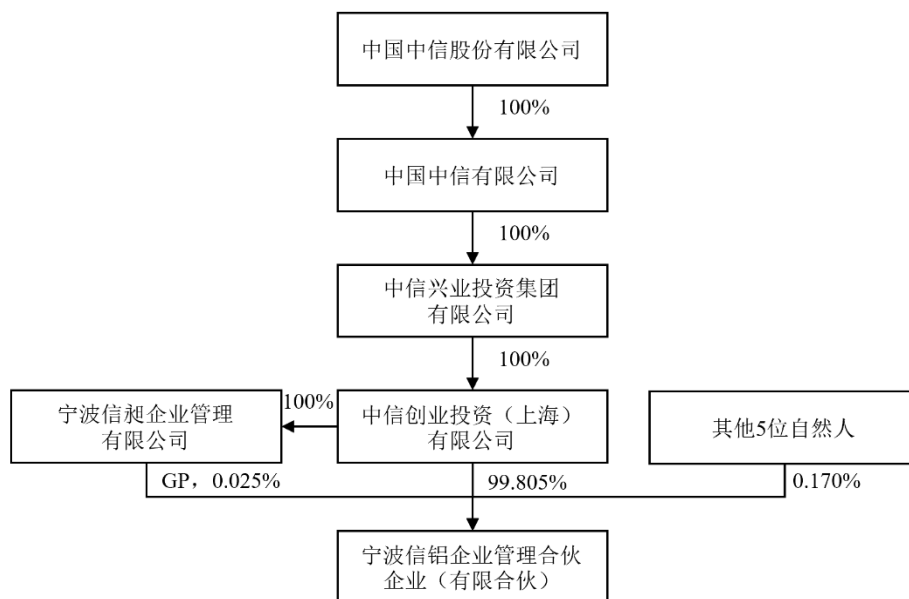 中国中信股份有限公司
100%
中国中信有限公司
100%
中信兴业投资集团
有限公司
100%
宁波信昶企业管理
有限公司
100%
中信创业投资（上海）
有限公司
其他5位自然人
GP，0.025%
99.805%
0.170%
宁波信铝企业管理合伙
企业（有限合伙）